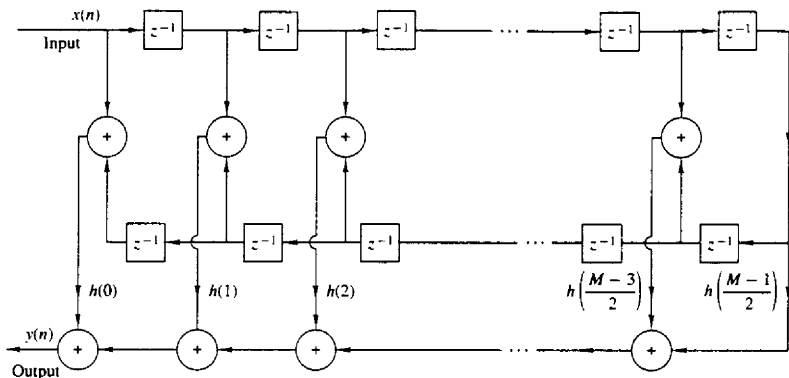 x(n)
Input
z⁻¹ z⁻¹ z⁻¹ ... z⁻¹ z⁻¹
+ + + +
z⁻¹ z⁻¹ z⁻¹ ... z⁻¹ z⁻¹
h(0) h(1) h(2) h((M − 3)/2) h((M − 1)/2)
y(n)
+ + + ... +
Output